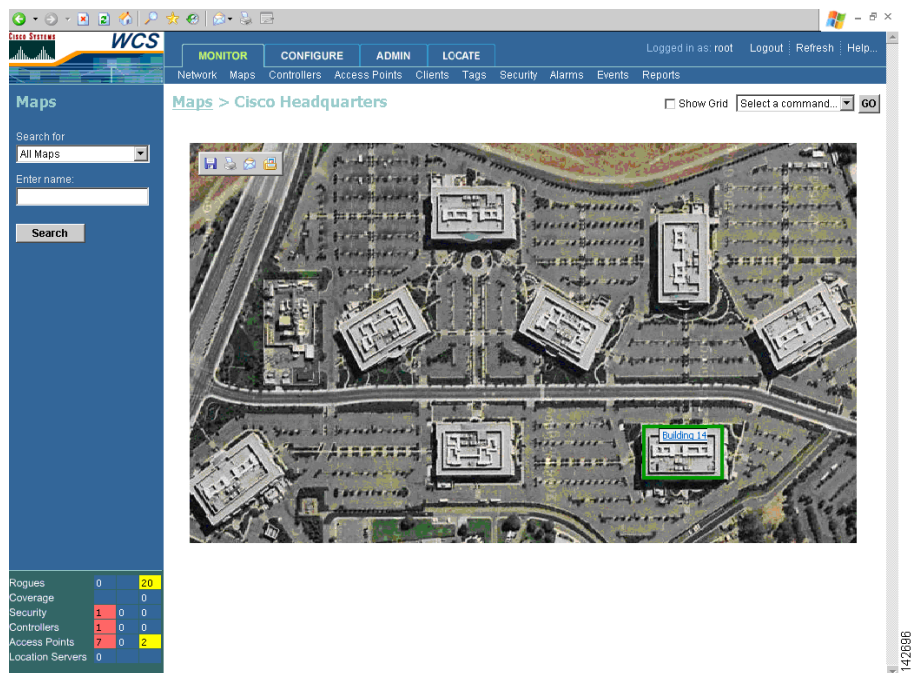 CISCO SYSTEMS
WCS
MONITOR CONFIGURE ADMIN LOCATE
Logged in as: root Logout Refresh Help...
Network Maps Controllers Access Points Clients Tags Security Alarms Events Reports
Maps
Maps > Cisco Headquarters
Show Grid Select a command... GO
Search for
All Maps
Enter name:
Search
Building 14
Rogues 0 20
Coverage 0
Security 1 0 0
Controllers 1 0 0
Access Points 7 0 2
Location Servers 0
142696